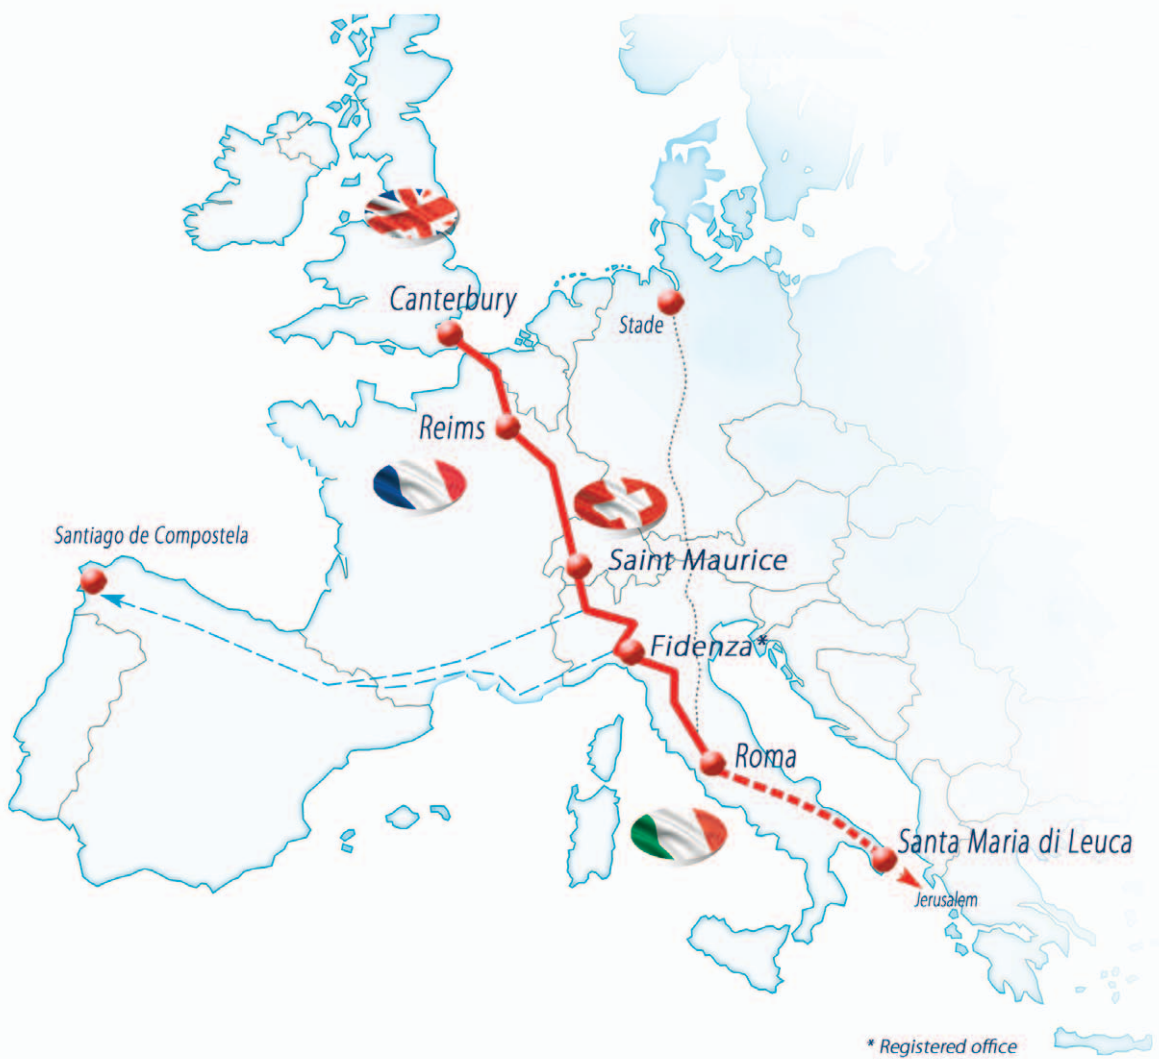 Canterbury
Stade
Reims
Santiago de Compostela
Saint Maurice
Fidenza*
Roma
Santa Maria di Leuca
Jerusalem
* Registered office